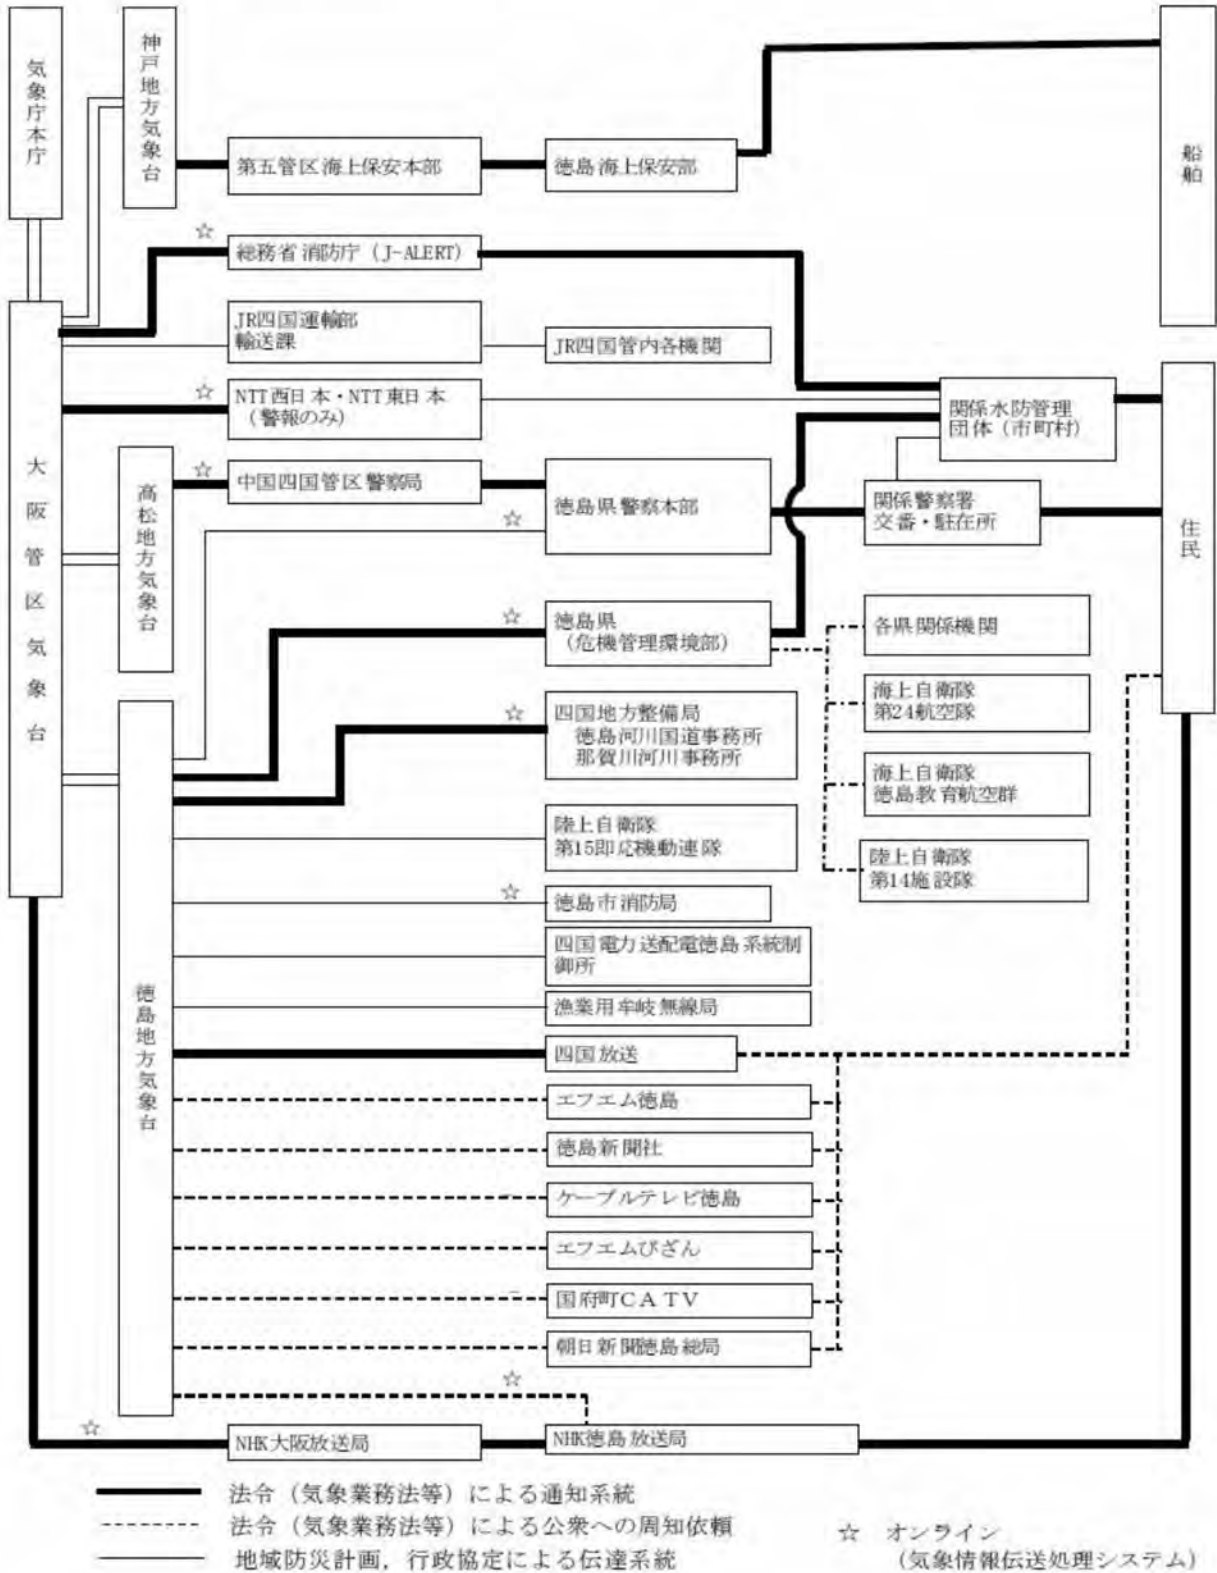 気象庁本庁
神戸地方気象台
船舶
第五管区海上保安本部
徳島海上保安部
☆
総務省消防庁（J-ALERT）
JR四国運輸部
輸送課
JR四国管内各機関
☆
NTT西日本・NTT東日本
（警報のみ）
関係水防管理
団体（市町村）
大阪管区気象台
高松地方気象台
☆
中国四国管区警察局
徳島県警察本部
☆
関係警察署
交番・駐在所
住民
☆
徳島県
（危機管理環境部）
各県関係機関
☆
四国地方整備局
徳島河川国道事務所
那賀川河川事務所
海上自衛隊
第24航空隊
海上自衛隊
徳島教育航空群
陸上自衛隊
第15即応機動連隊
陸上自衛隊
第14施設隊
☆
徳島市消防局
四国電力送配電徳島系統制
御所
漁業用牟岐無線局
徳島地方気象台
四国放送
エフエム徳島
徳島新聞社
ケーブルテレビ徳島
エフエムびざん
国府町CATV
朝日新聞徳島総局
☆
☆
NHK大阪放送局
NHK徳島放送局
法令（気象業務法等）による通知系統
法令（気象業務法等）による公衆への周知依頼
地域防災計画，行政協定による伝達系統
☆ オンライン
（気象情報伝送処理システム）